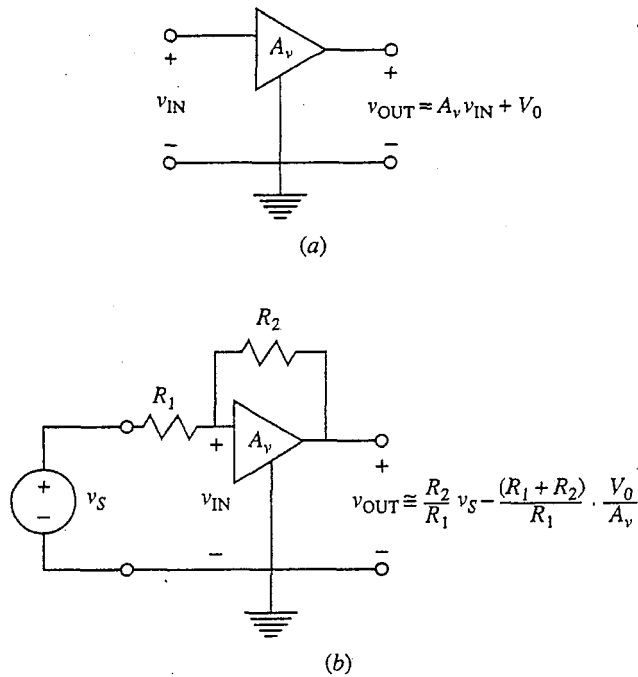 A_v
+ +
v_IN v_OUT = A_v v_IN + V_0
− −
(a)
R_2
R_1
+ A_v
+
+ − v_S v_IN v_OUT ≅ R_2/R_1 v_S − (R_1 + R_2)/R_1 · V_0/A_v
− −
(b)